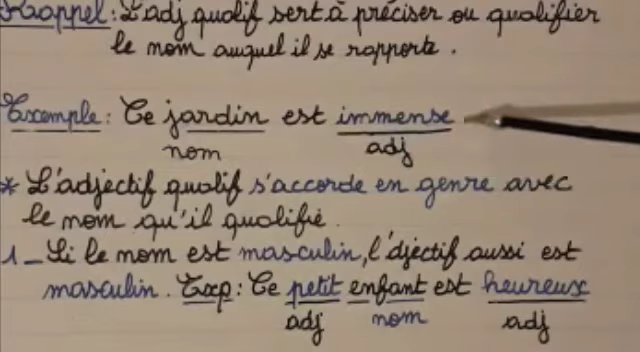 Rappel: L'adj qualif sert à préciser ou qualifier
le nom auquel il se rapporte.
Exemple: Ce jardin est immense
nom adj
* L'adjectif qualif s'accorde en genre avec
le nom qu'il qualifie.
1_ Si le nom est masculin, l'djectif aussi est
masculin. Exp: Ce petit enfant est heureux
adj nom adj